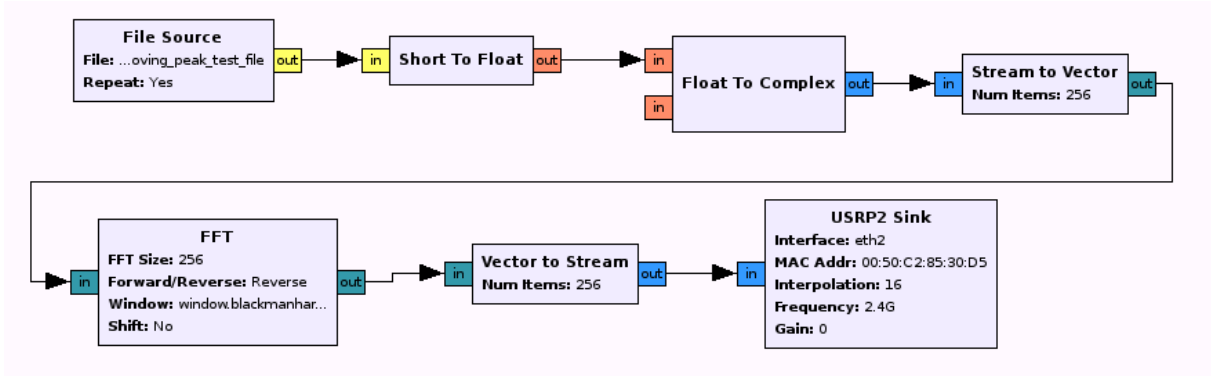 File Source
File: ...oving_peak_test_file
Repeat: Yes
out
in
Short To Float
out
in
in
Float To Complex
out
in
Stream to Vector
Num Items: 256
out
in
FFT
FFT Size: 256
Forward/Reverse: Reverse
Window: window.blackmanhar...
Shift: No
out
in
Vector to Stream
Num Items: 256
out
in
USRP2 Sink
Interface: eth2
MAC Addr: 00:50:C2:85:30:D5
Interpolation: 16
Frequency: 2.4G
Gain: 0